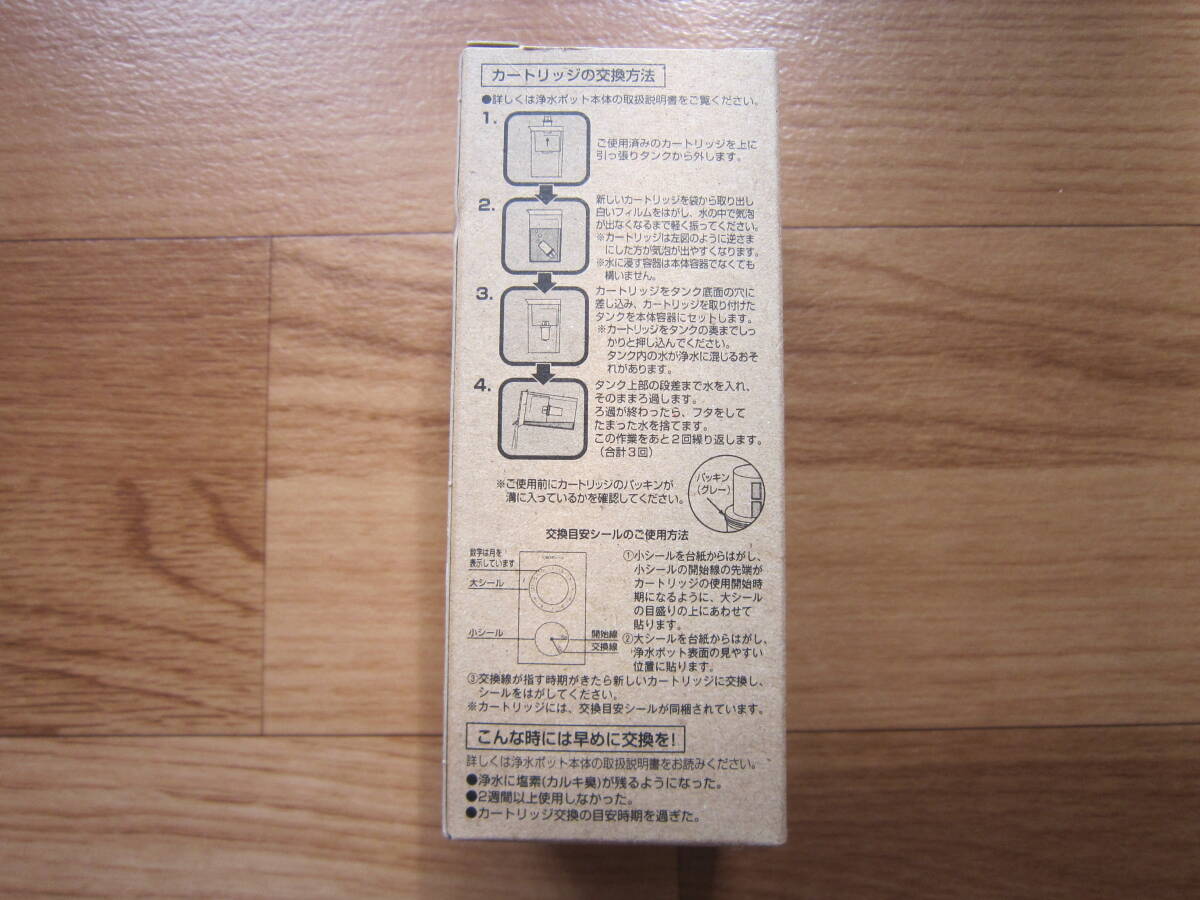 カートリッジの交換方法
●詳しくは浄水ポット本体の取扱説明書をご覧ください。
1.
ご使用済みのカートリッジを上に
引っ張りタンクから外します。
2.
新しいカートリッジを袋から取り出し
白いフィルムをはがし、水の中で気泡
が出なくなるまで軽く振ってください。
※カートリッジは左図のように逆さま
にした方が気泡が出やすくなります。
※水に浸す容器は本体容器でなくても
構いません。
3.
カートリッジをタンク底面の穴に
差し込み、カートリッジを取り付けた
タンクを本体容器にセットします。
※カートリッジをタンクの奥までしっ
かりと押し込んでください。
タンク内の水が浄水に混じるおそ
れがあります。
4.
タンク上部の段差まで水を入れ、
そのままろ過します。
ろ過が終わったら、フタをして
たまった水を捨てます。
この作業をあと2回繰り返します。
(合計3回)
※ご使用前にカートリッジのパッキンが
溝に入っているかを確認してください。
パッキン
(グレー)
交換目安シールのご使用方法
数字は月を
表示しています
大シール
小シール
開始線
交換線
①小シールを台紙からはがし、
小シールの開始線の先端が
カートリッジの使用開始時
期になるように、大シール
の目盛りの上にあわせて
貼ります。
②大シールを台紙からはがし、
浄水ポット表面の見やすい
位置に貼ります。
③交換線が指す時期がきたら新しいカートリッジに交換し、
シールをはがしてください。
※カートリッジには、交換目安シールが同梱されています。
こんな時には早めに交換を!
詳しくは浄水ポット本体の取扱説明書をお読みください。
●浄水に塩素(カルキ臭)が残るようになった。
●2週間以上使用しなかった。
●カートリッジ交換の目安時期を過ぎた。